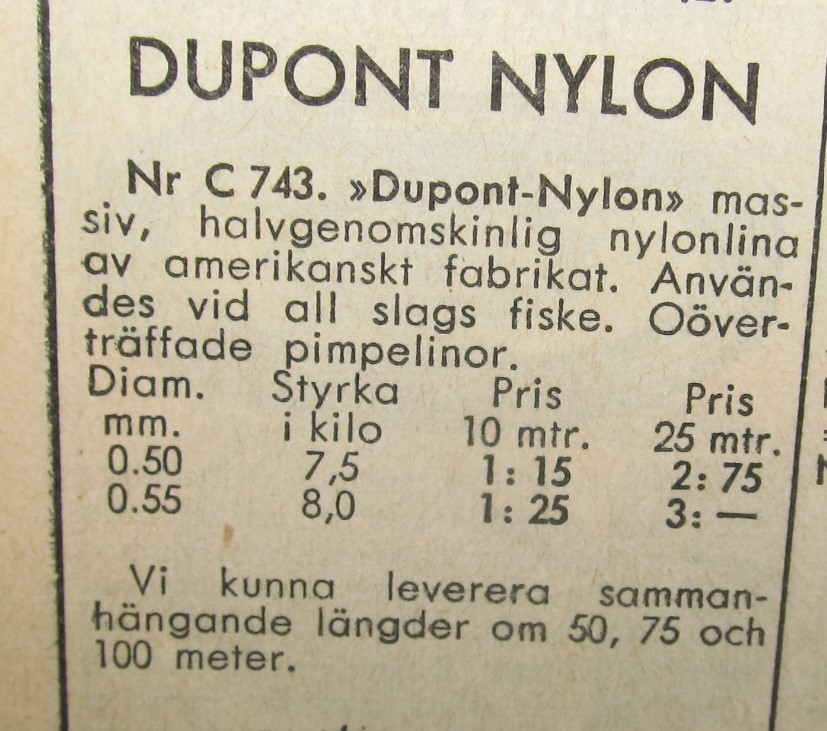 DUPONT NYLON
Nr C 743. »Dupont-Nylon» mas-
siv, halvgenomskinlig nylonlina
av amerikanskt fabrikat. Använ-
des vid all slags fiske. Oöver-
träffade pimpelinor.
Diam. Styrka Pris Pris
mm. i kilo 10 mtr. 25 mtr.
0.50 7,5 1: 15 2: 75
0.55 8,0 1: 25 3: —
Vi kunna leverera samman-
hängande längder om 50, 75 och
100 meter.